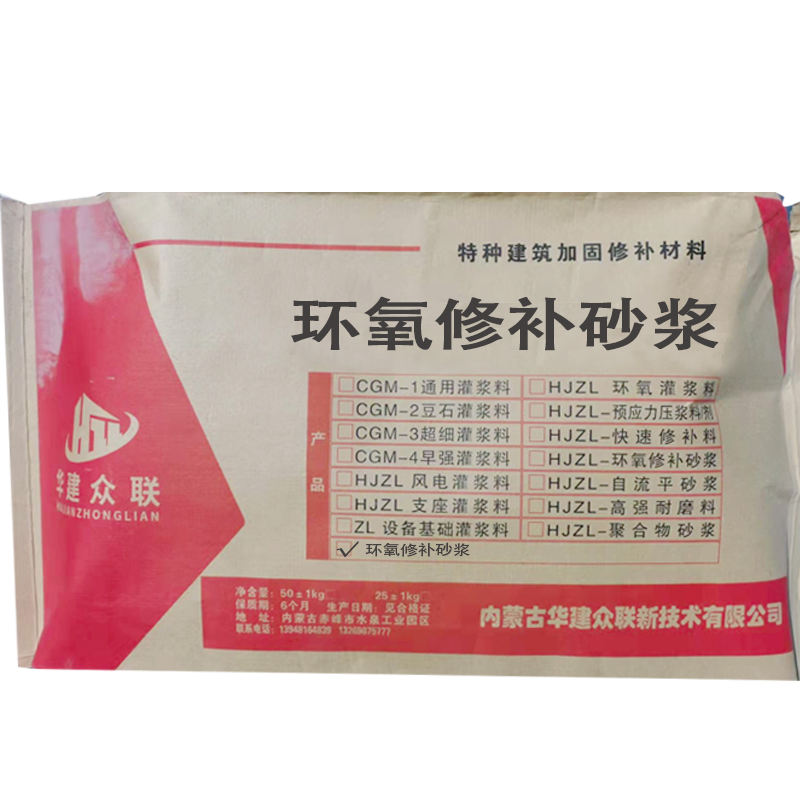 特种建筑加固修补材料
环氧修补砂浆
产品
□CGM-1通用灌浆料 □HJZL 环氧灌浆料
□CGM-2豆石灌浆料 □HJZL-预应力压浆料/剂
□CGM-3超细灌浆料 □HJZL-快速修补料
□CGM-4早强灌浆料 □HJZL-环氧修补砂浆
□HJZL 风电灌浆料 □HJZL-自流平砂浆
□HJZL 支座灌浆料 □HJZL-高强耐磨料
□ZL 设备基础灌浆料 □HJZL-聚合物砂浆
☑环氧修补砂浆
华建众联
HUAJIANZHONGLIAN
净含量：50±1kg□ 25±1kg□
保质期：6个月 生产日期：见合格证
地 址：内蒙古赤峰市水泉工业园区
联系电话：13948164839 13269875777
内蒙古华建众联新技术有限公司